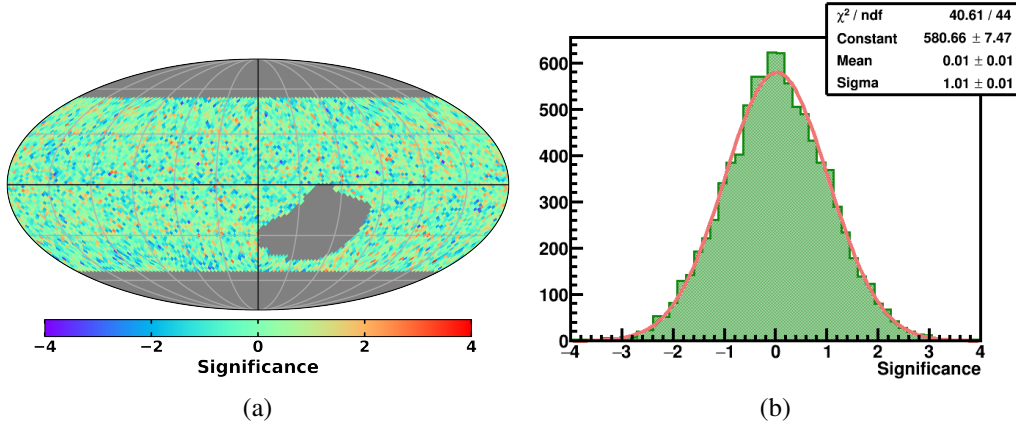 −4
−2
0
2
4
Significance
(a)
χ² / ndf 40.61 / 44
Constant 580.66 ± 7.47
Mean 0.01 ± 0.01
Sigma 1.01 ± 0.01
600
500
400
300
200
100
0
−4 −3 −2 −1 0 1 2 3 4
Significance
(b)